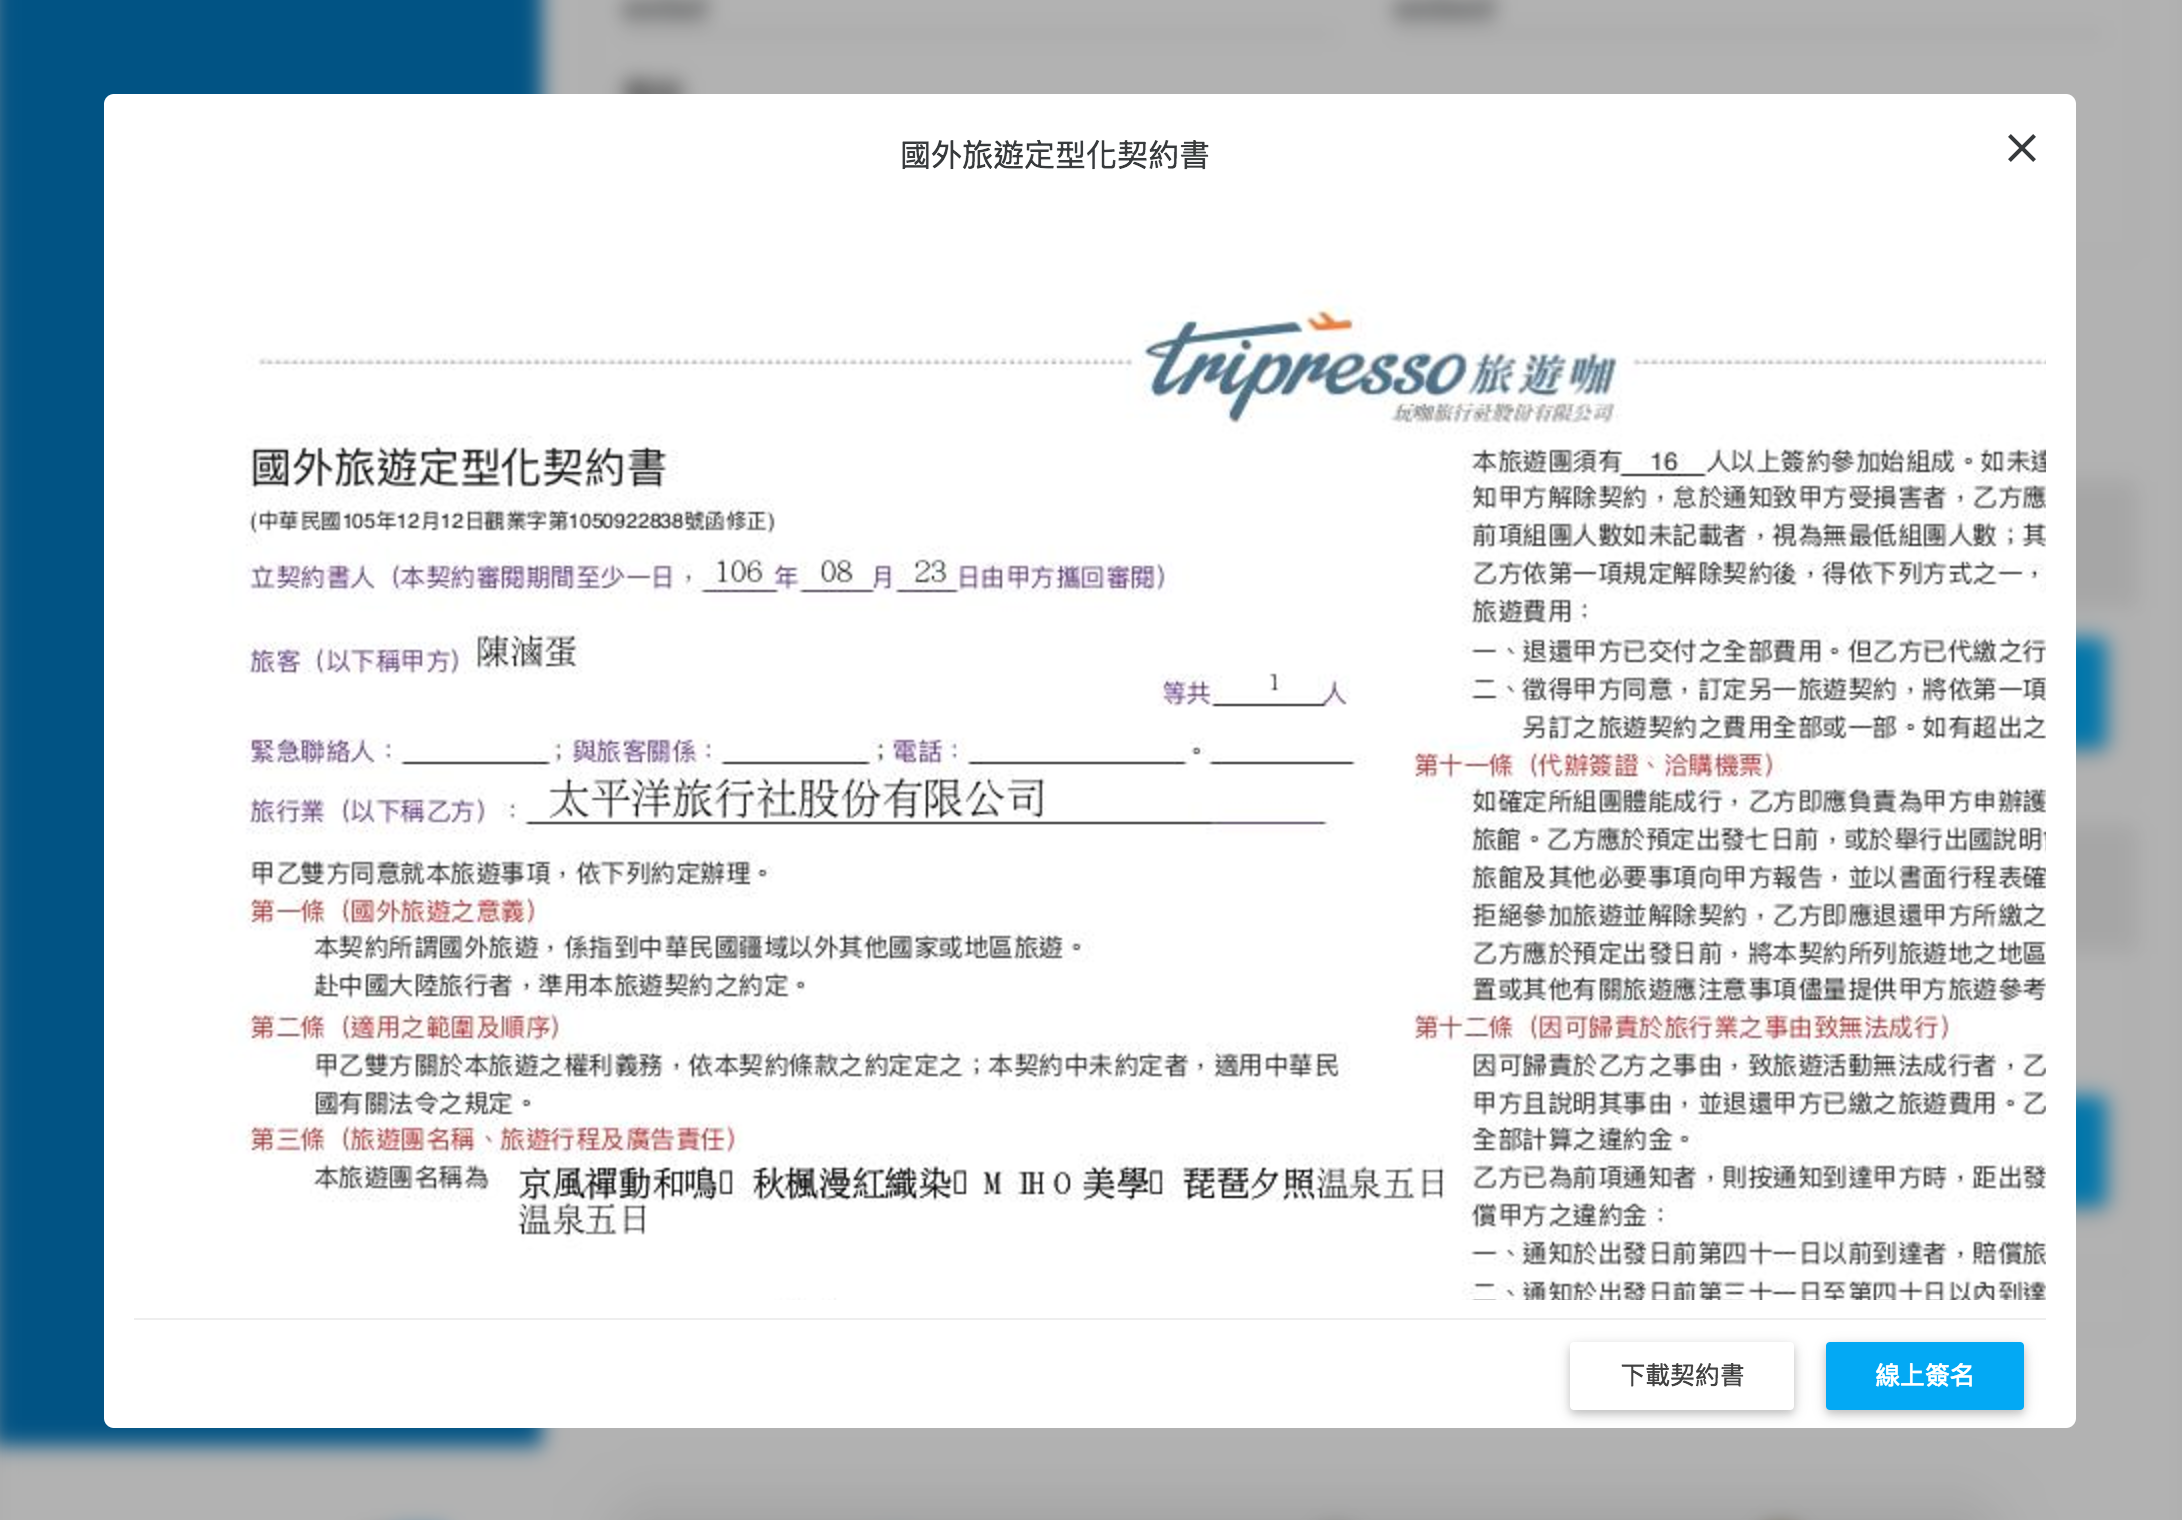 國外旅遊定型化契約書
tripresso 旅遊咖
玩咖旅行社股份有限公司
國外旅遊定型化契約書
(中華民國105年12月12日觀業字第1050922838號函修正)
立契約書人（本契約審閱期間至少一日， 106 年 08 月 23 日由甲方攜回審閱）
旅客（以下稱甲方） 陳滷蛋
等共 1 人
緊急聯絡人： ；與旅客關係： ；電話： 。
旅行業（以下稱乙方）： 太平洋旅行社股份有限公司
甲乙雙方同意就本旅遊事項，依下列約定辦理。
第一條（國外旅遊之意義）
本契約所謂國外旅遊，係指到中華民國疆域以外其他國家或地區旅遊。
赴中國大陸旅行者，準用本旅遊契約之約定。
第二條（適用之範圍及順序）
甲乙雙方關於本旅遊之權利義務，依本契約條款之約定定之；本契約中未約定者，適用中華民
國有關法令之規定。
第三條（旅遊團名稱、旅遊行程及廣告責任）
本旅遊團名稱為 京風禪動和鳴▯ 秋楓漫紅織染▯ MIHO 美學▯ 琵琶夕照温泉五日
温泉五日
本旅遊團須有 16 人以上簽約參加始組成。如未達
知甲方解除契約，怠於通知致甲方受損害者，乙方應
前項組團人數如未記載者，視為無最低組團人數；其
乙方依第一項規定解除契約後，得依下列方式之一，
旅遊費用：
一、退還甲方已交付之全部費用。但乙方已代繳之行
二、徵得甲方同意，訂定另一旅遊契約，將依第一項
另訂之旅遊契約之費用全部或一部。如有超出之
第十一條（代辦簽證、洽購機票）
如確定所組團體能成行，乙方即應負責為甲方申辦護
旅館。乙方應於預定出發七日前，或於舉行出國說明
旅館及其他必要事項向甲方報告，並以書面行程表確
拒絕參加旅遊並解除契約，乙方即應退還甲方所繳之
乙方應於預定出發日前，將本契約所列旅遊地之地區
置或其他有關旅遊應注意事項儘量提供甲方旅遊參考
第十二條（因可歸責於旅行業之事由致無法成行）
因可歸責於乙方之事由，致旅遊活動無法成行者，乙
甲方且說明其事由，並退還甲方已繳之旅遊費用。乙
全部計算之違約金。
乙方已為前項通知者，則按通知到達甲方時，距出發
償甲方之違約金：
一、通知於出發日前第四十一日以前到達者，賠償旅
二、通知於出發日前第三十一日至第四十日以內到達
下載契約書
線上簽名